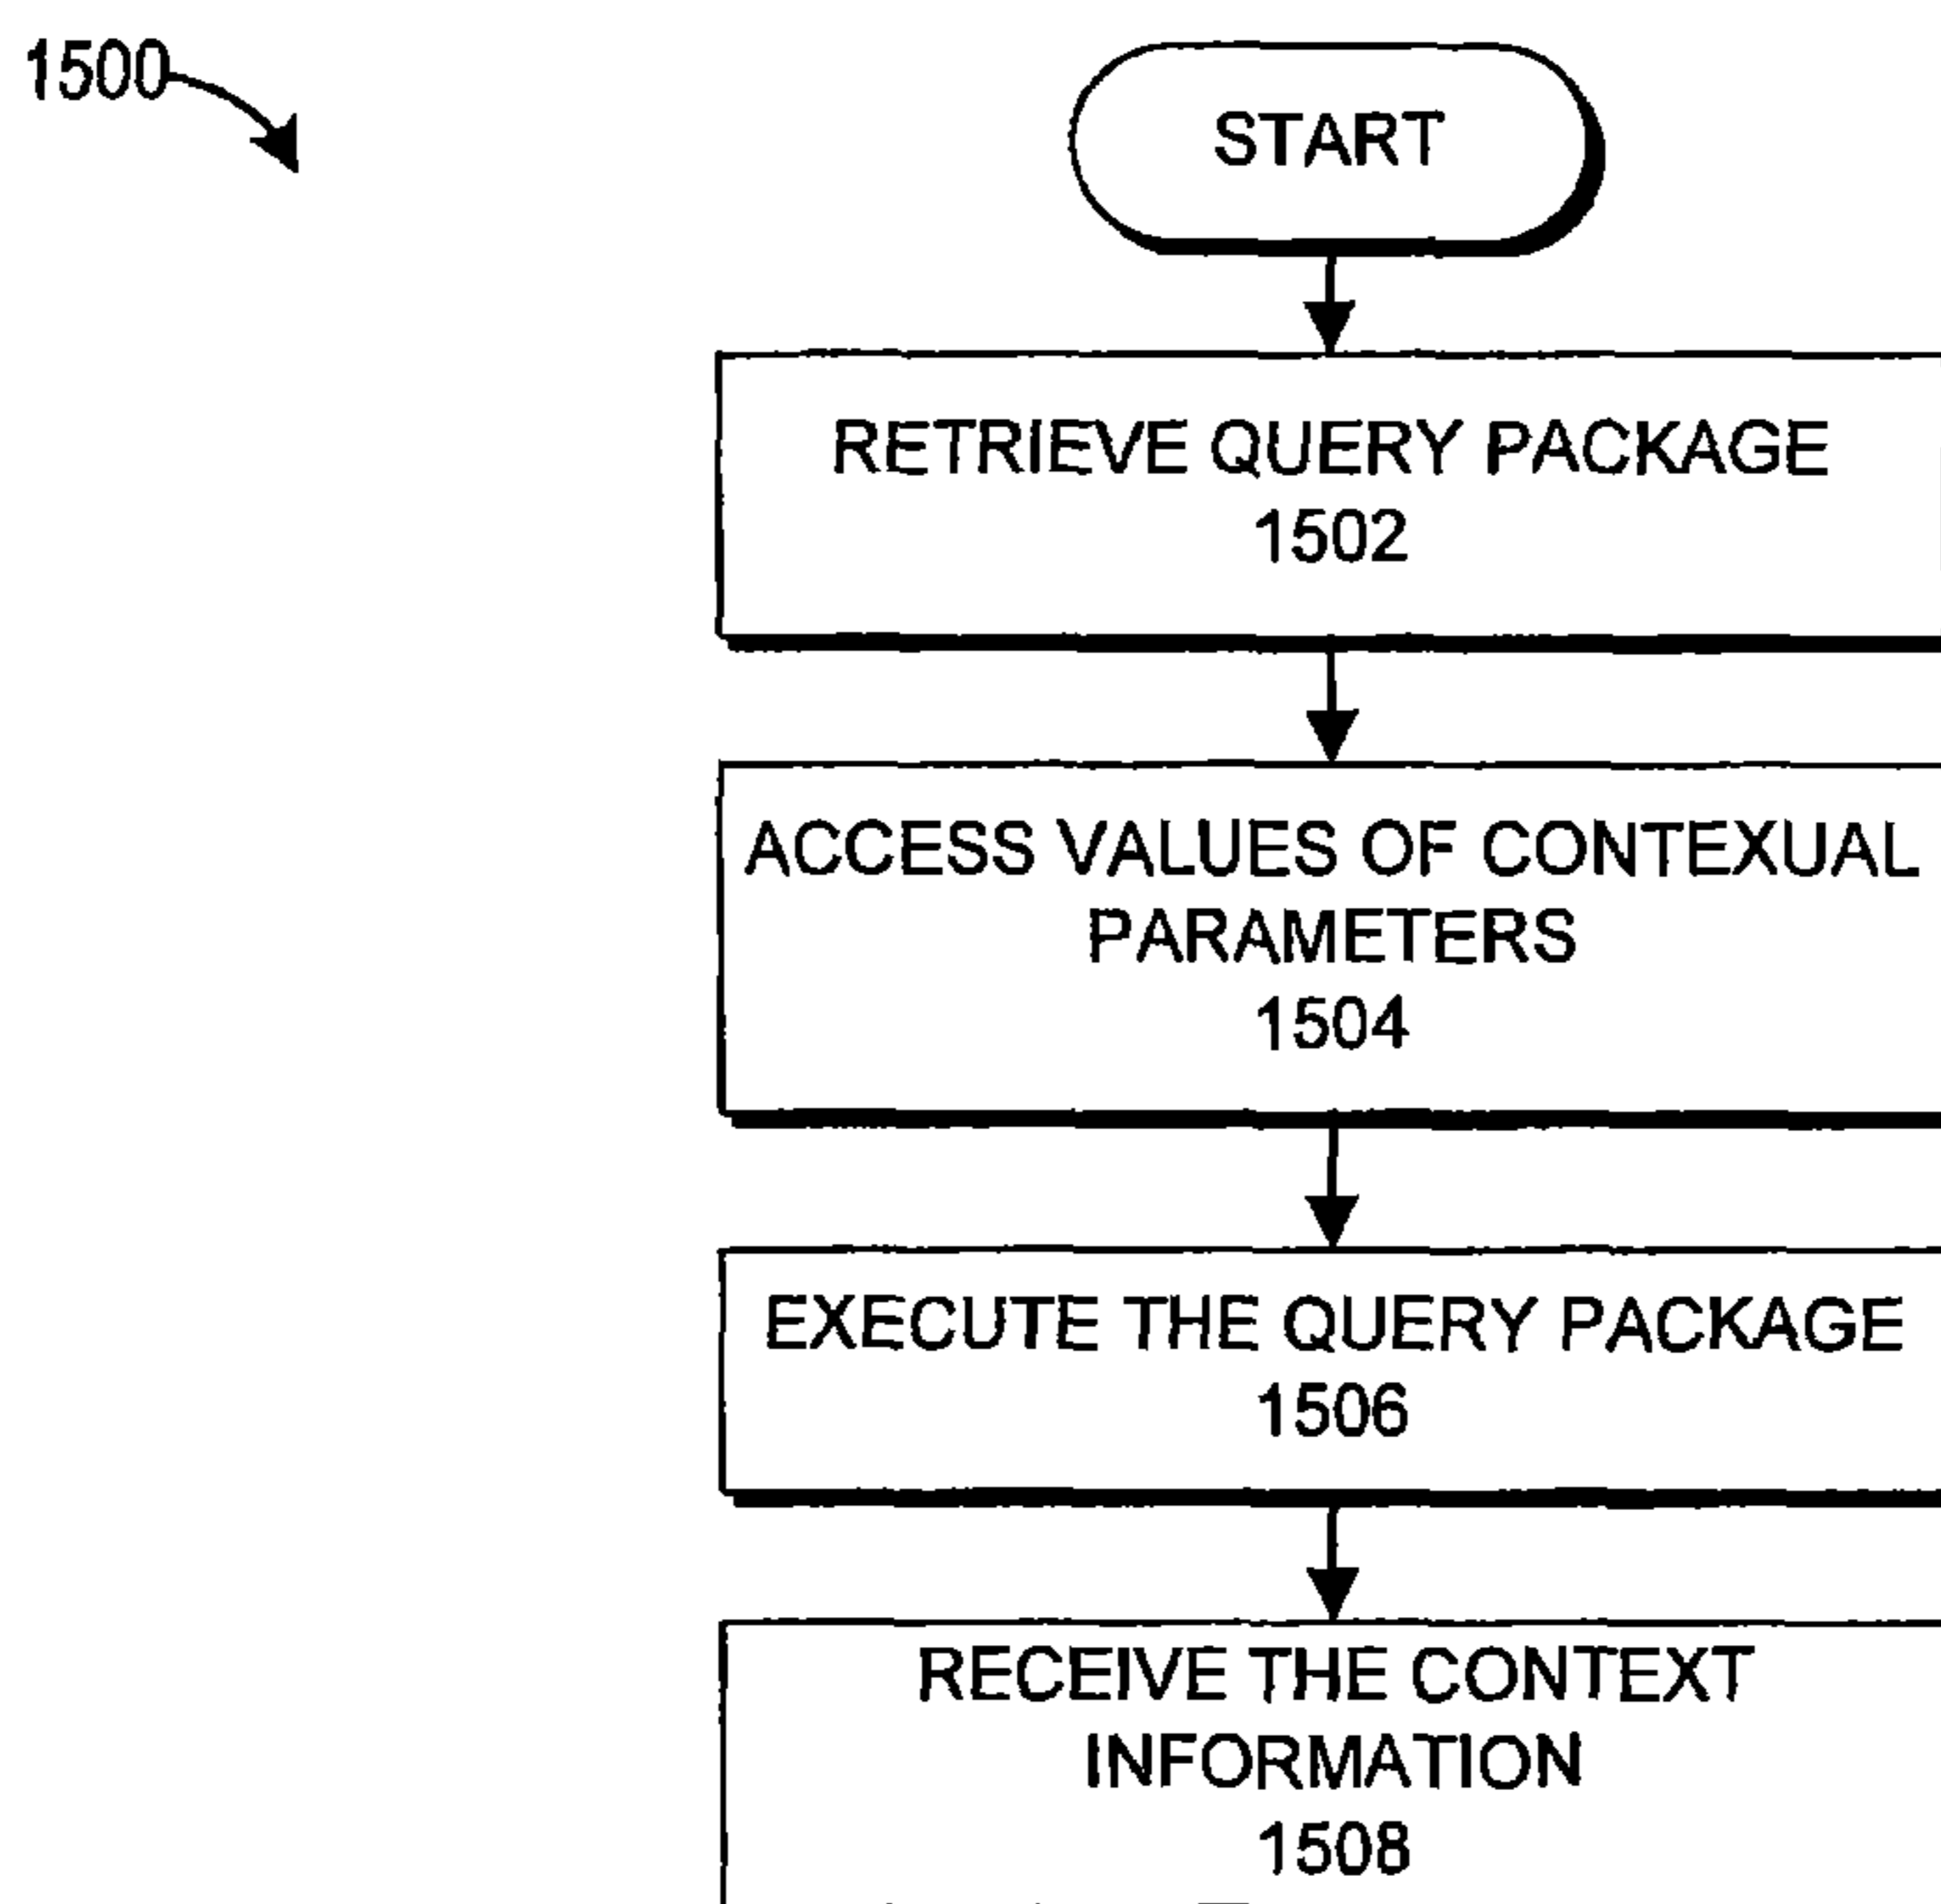 1500
START
RETRIEVE QUERY PACKAGE
1502
ACCESS VALUES OF CONTEXUAL
PARAMETERS
1504
EXECUTE THE QUERY PACKAGE
1506
RECEIVE THE CONTEXT
INFORMATION
1508